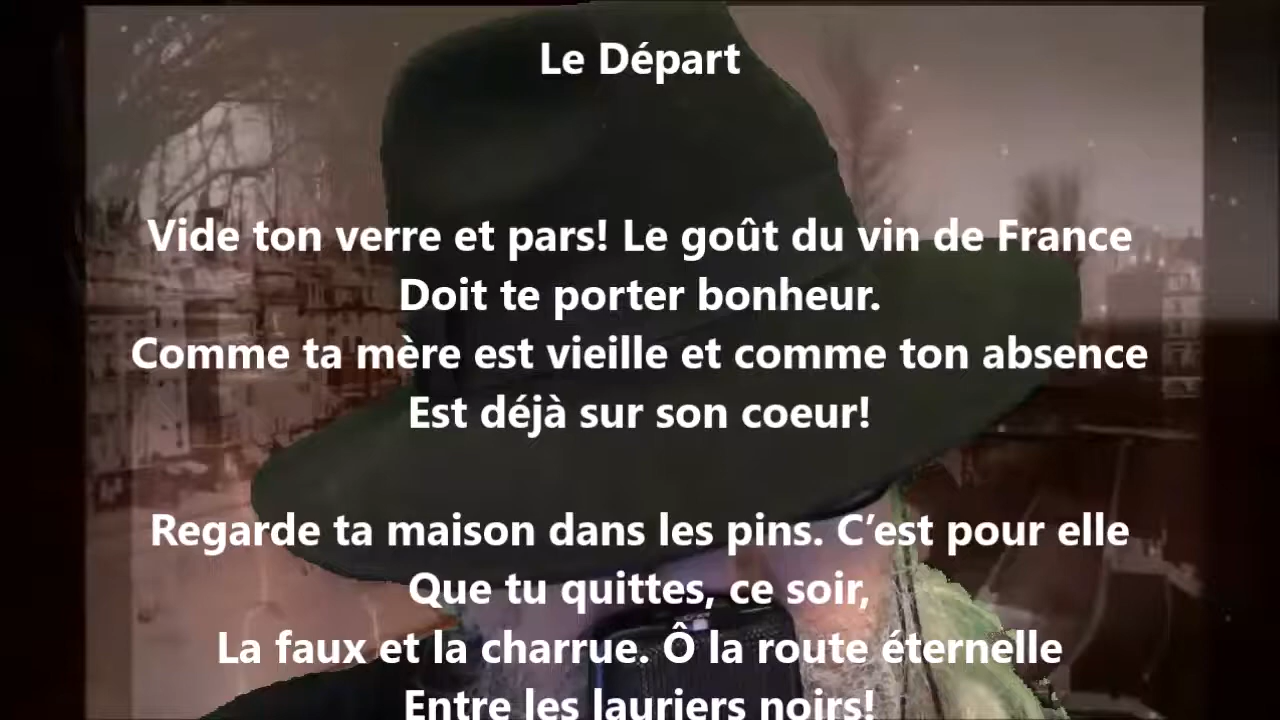 Le Départ
Vide ton verre et pars! Le goût du vin de France
Doit te porter bonheur.
Comme ta mère est vieille et comme ton absence
Est déjà sur son coeur!
Regarde ta maison dans les pins. C’est pour elle
Que tu quittes, ce soir,
La faux et la charrue. Ô la route éternelle
Entre les lauriers noirs!